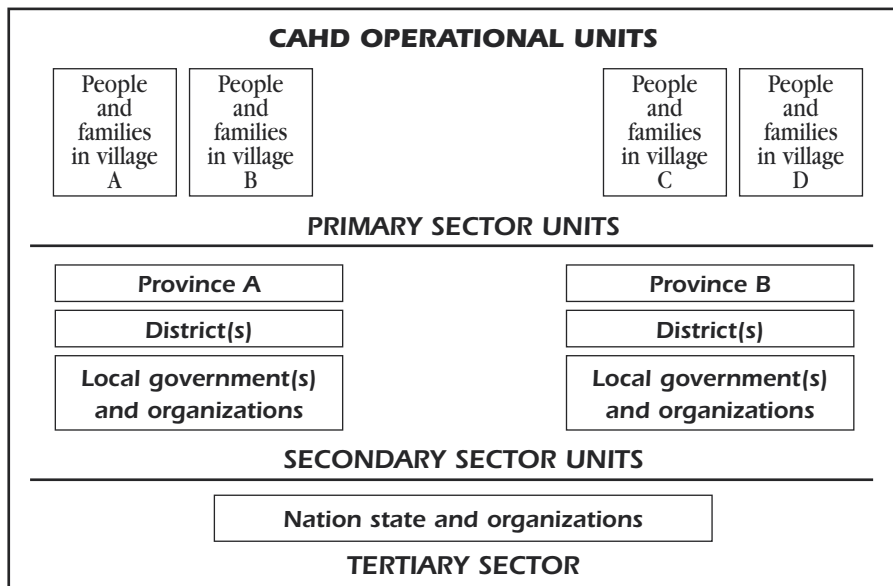 CAHD OPERATIONAL UNITS
People
and
families
in village
A
People
and
families
in village
B
People
and
families
in village
C
People
and
families
in village
D
PRIMARY SECTOR UNITS
Province A
District(s)
Local government(s)
and organizations
Province B
District(s)
Local government(s)
and organizations
SECONDARY SECTOR UNITS
Nation state and organizations
TERTIARY SECTOR